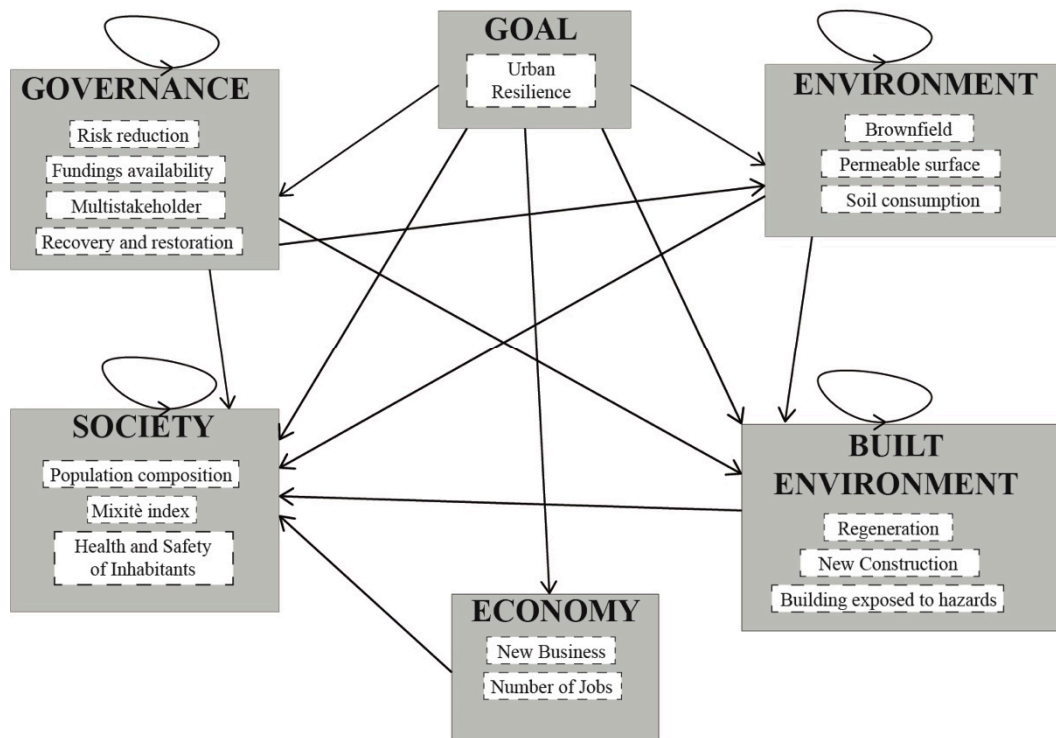 GOAL
Urban
Resilience
GOVERNANCE
Risk reduction
Fundings availability
Multistakeholder
Recovery and restoration
ENVIRONMENT
Brownfield
Permeable surface
Soil consumption
SOCIETY
Population composition
Mixitè index
Health and Safety
of Inhabitants
BUILT
ENVIRONMENT
Regeneration
New Construction
Building exposed to hazards
ECONOMY
New Business
Number of Jobs